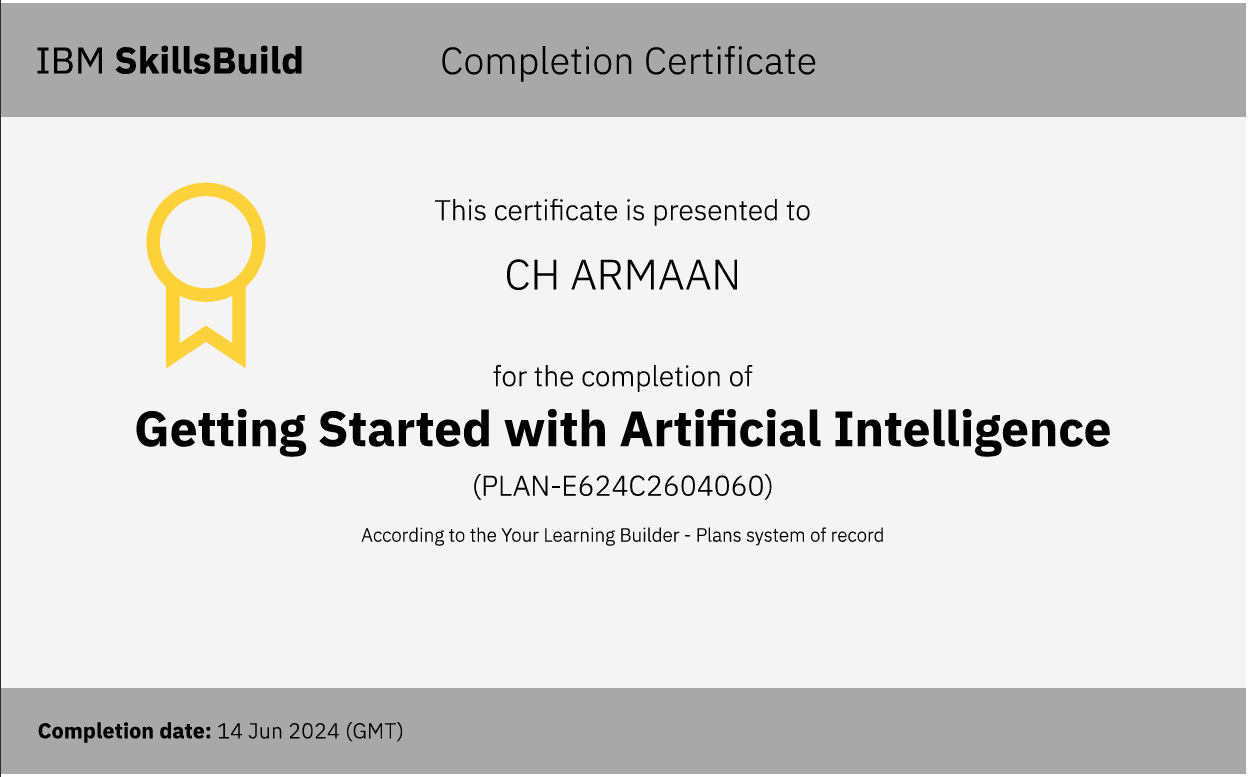 IBM SkillsBuild
Completion Certificate
This certificate is presented to
CH ARMAAN
for the completion of
Getting Started with Artificial Intelligence
(PLAN-E624C2604060)
According to the Your Learning Builder - Plans system of record
Completion date: 14 Jun 2024 (GMT)